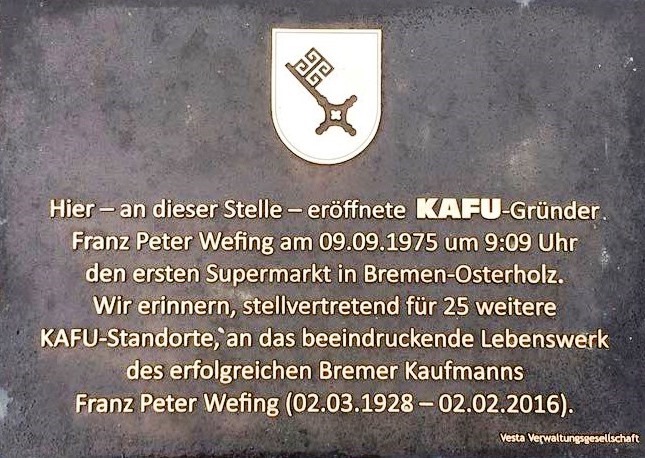 Hier – an dieser Stelle – eröffnete KAFU-Gründer
Franz Peter Wefing am 09.09.1975 um 9:09 Uhr
den ersten Supermarkt in Bremen-Osterholz.
Wir erinnern, stellvertretend für 25 weitere
KAFU-Standorte, an das beeindruckende Lebenswerk
des erfolgreichen Bremer Kaufmanns
Franz Peter Wefing (02.03.1928 – 02.02.2016).
Vesta Verwaltungsgesellschaft